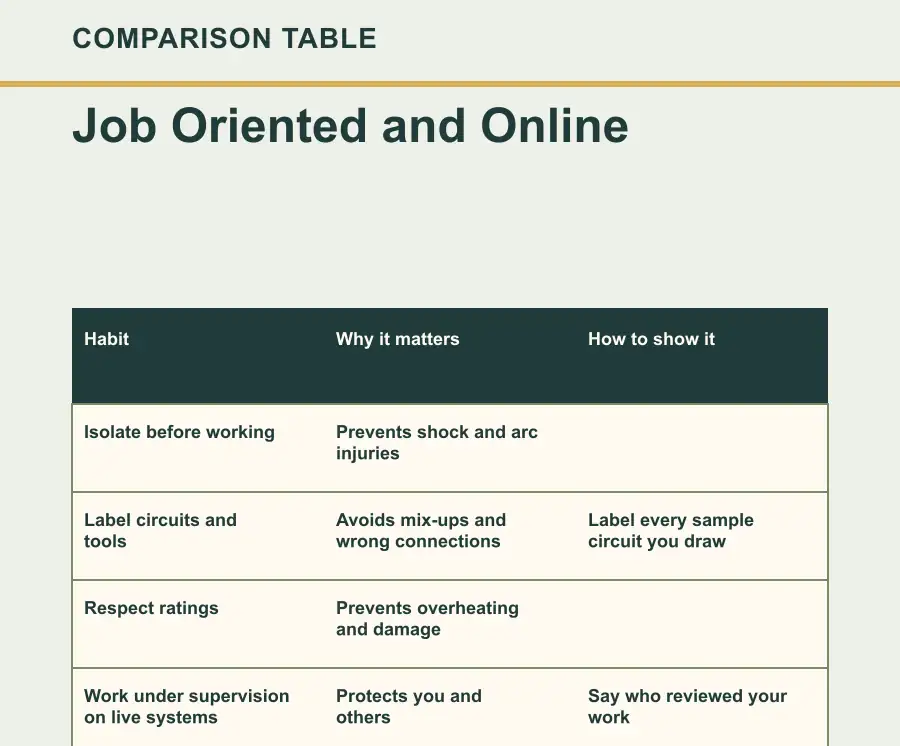 COMPARISON TABLE
Job Oriented and Online
Habit
Why it matters
How to show it
Isolate before working
Prevents shock and arc
injuries
Label circuits and
tools
Avoids mix-ups and
wrong connections
Label every sample
circuit you draw
Respect ratings
Prevents overheating
and damage
Work under supervision
on live systems
Protects you and
others
Say who reviewed your
work